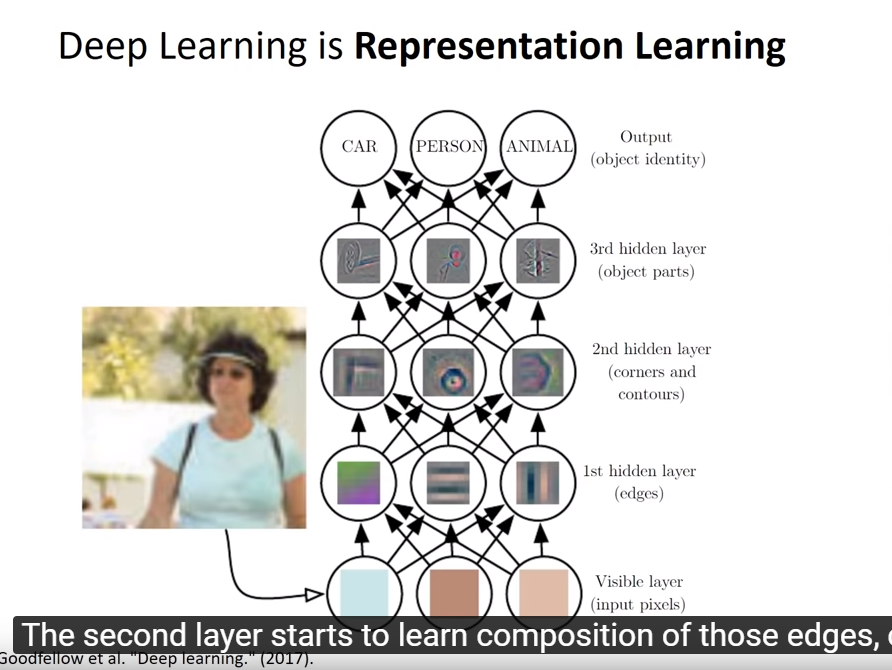 Deep Learning is Representation Learning
CAR PERSON ANIMAL
Output
(object identity)
3rd hidden layer
(object parts)
2nd hidden layer
(corners and
contours)
1st hidden layer
(edges)
Visible layer
(input pixels)
The second layer starts to learn composition of those edges,
Goodfellow et al. "Deep learning." (2017).